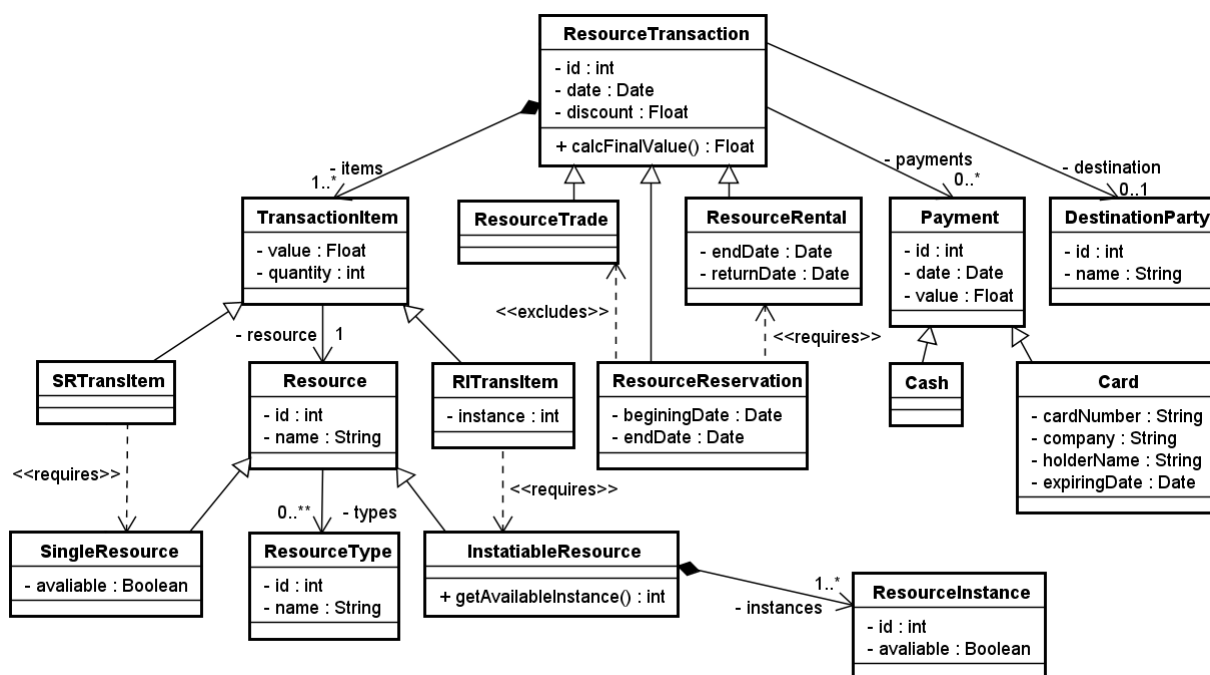 ResourceTransaction
- id : int
- date : Date
- discount : Float
+ calcFinalValue() : Float
- items
1..*
- payments
0..*
- destination
0..1
TransactionItem
- value : Float
- quantity : int
ResourceTrade
ResourceRental
- endDate : Date
- returnDate : Date
Payment
- id : int
- date : Date
- value : Float
DestinationParty
- id : int
- name : String
<<excludes>>
<<requires>>
- resource
1
SRTransItem
Resource
- id : int
- name : String
RITransItem
- instance : int
ResourceReservation
- beginingDate : Date
- endDate : Date
Cash
Card
- cardNumber : String
- company : String
- holderName : String
- expiringDate : Date
<<requires>>
<<requires>>
0..**
- types
SingleResource
- avaliable : Boolean
ResourceType
- id : int
- name : String
InstatiableResource
+ getAvailableInstance() : int
1..*
- instances
ResourceInstance
- id : int
- avaliable : Boolean